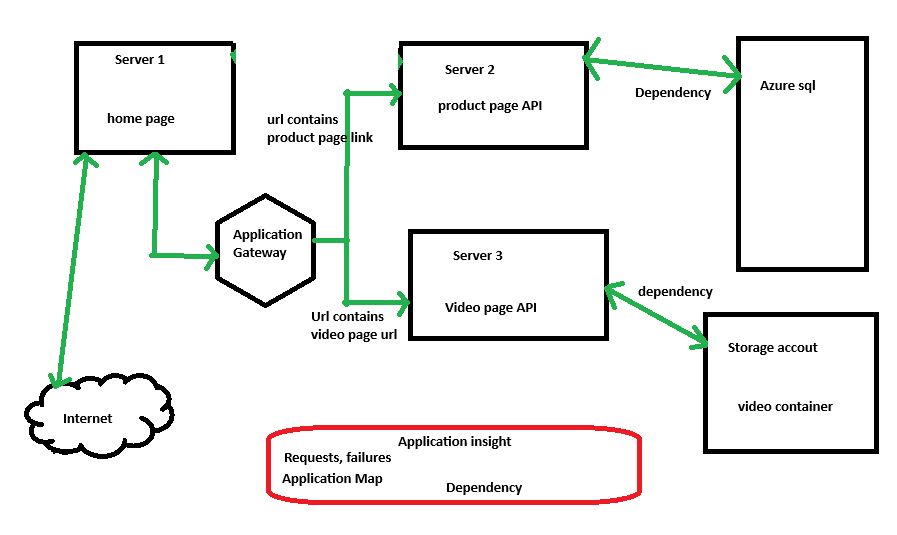 Server 1
home page
url contains
product page link
Server 2
product page API
Dependency
Azure sql
Application
Gateway
Server 3
Video page API
dependency
Url contains
video page url
Storage accout
video container
Internet
Application insight
Requests, failures
Application Map
Dependency